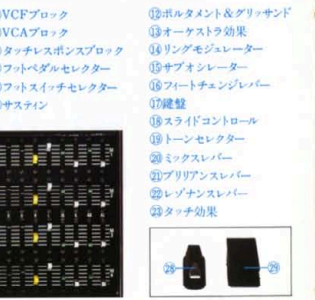 VCFブロック
VCAブロック
タッチレスポンスブロック
フットペダルセレクター
フットスイッチセレクター
サスティン
⑫ポルタメント&グリッサンド
⑬オーケストラ効果
⑭リングモジュレーター
⑮サブオシレーター
⑯フィートチェンジレバー
⑰鍵盤
⑱スライドコントロール
⑲トーンセレクター
⑳ミックスレバー
㉑ブリリアンスレバー
㉒レゾナンスレバー
㉓タッチ効果
㉘
㉙